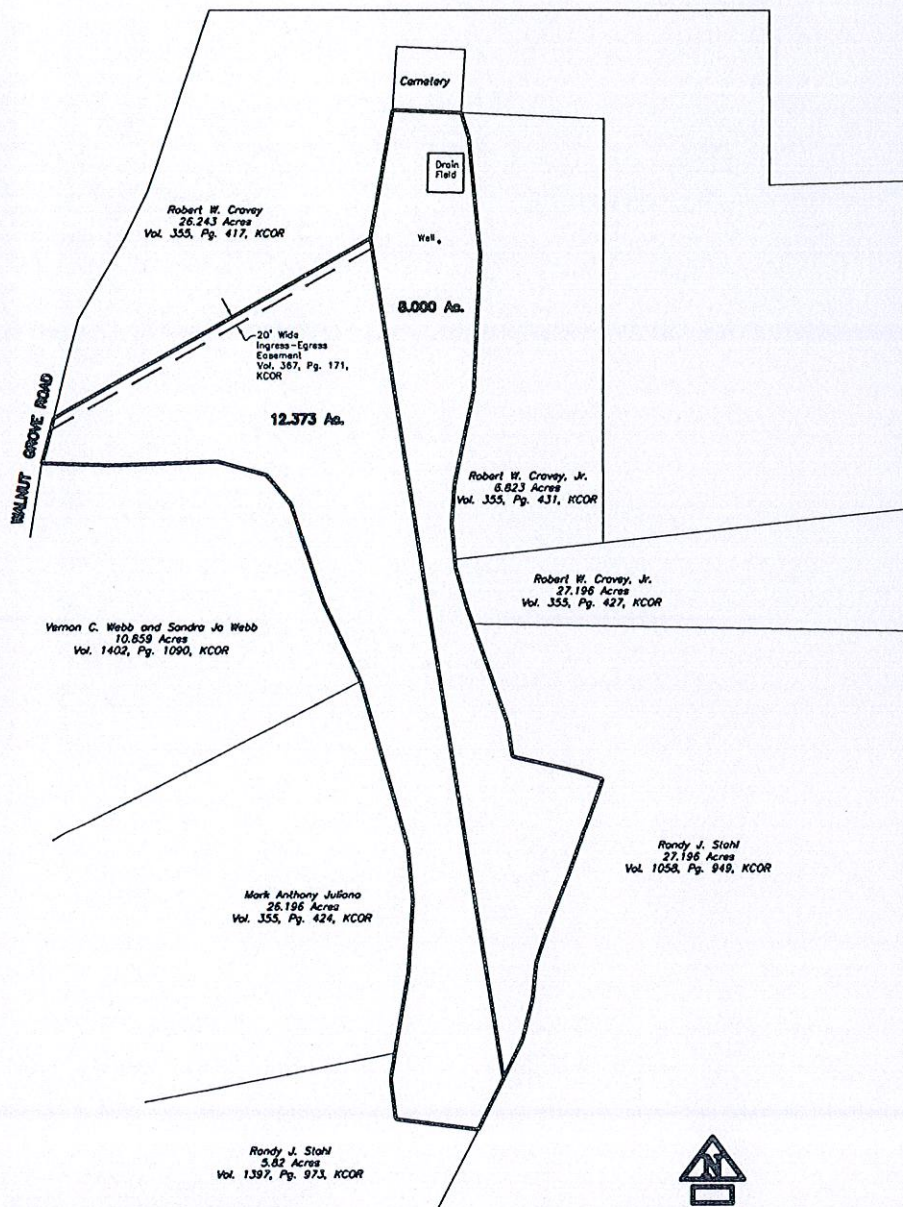 Cemetery
Drain
Field
Robert W. Cravey
26.243 Acres
Vol. 355, Pg. 417, KCOR
Well
8.000 Ac.
20' Wide
Ingress-Egress
Easement
Vol. 367, Pg. 171,
KCOR
WALNUT GROVE ROAD
12.373 Ac.
Robert W. Cravey, Jr.
6.823 Acres
Vol. 355, Pg. 431, KCOR
Robert W. Cravey, Jr.
27.196 Acres
Vol. 355, Pg. 427, KCOR
Vernon C. Webb and Sandra Jo Webb
10.859 Acres
Vol. 1402, Pg. 1090, KCOR
Randy J. Stahl
27.196 Acres
Vol. 1058, Pg. 949, KCOR
Mark Anthony Juliano
26.196 Acres
Vol. 355, Pg. 424, KCOR
Randy J. Stahl
5.82 Acres
Vol. 1397, Pg. 973, KCOR
N